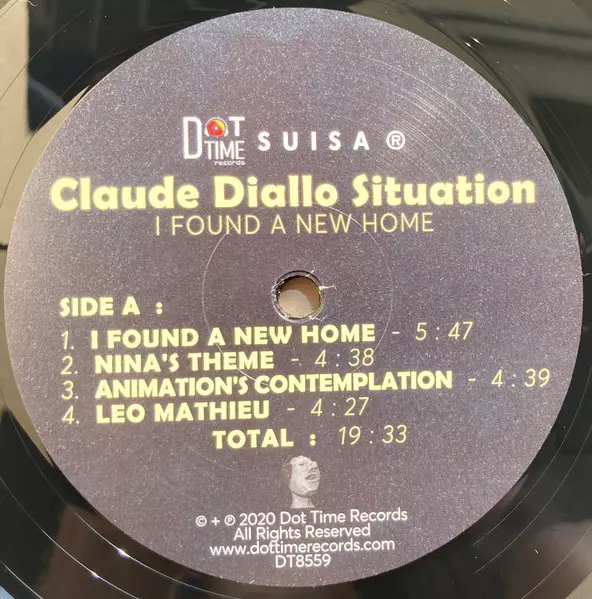 DOT TIME records SUISA ®
Claude Diallo Situation
I FOUND A NEW HOME
SIDE A :
1. I FOUND A NEW HOME - 5 : 47
2. NINA'S THEME - 4 : 38
3. ANIMATION'S CONTEMPLATION - 4 : 39
4. LEO MATHIEU - 4 : 27
TOTAL : 19 : 33
© + ℗ 2020 Dot Time Records
All Rights Reserved
www.dottimerecords.com
DT8559